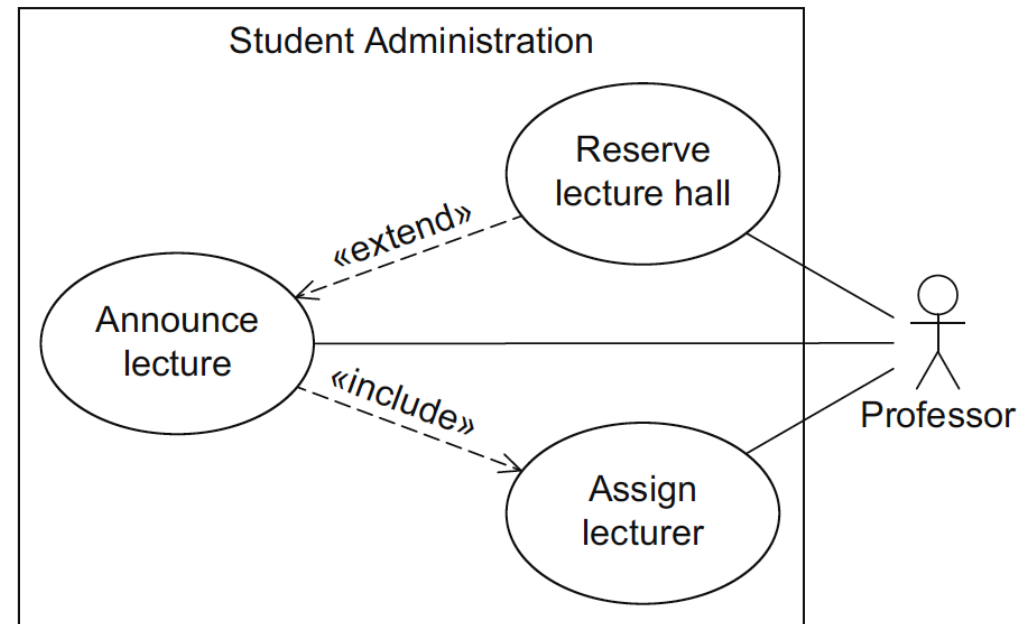 Student Administration
Reserve
lecture hall
«extend»
Announce
lecture
«include»
Professor
Assign
lecturer